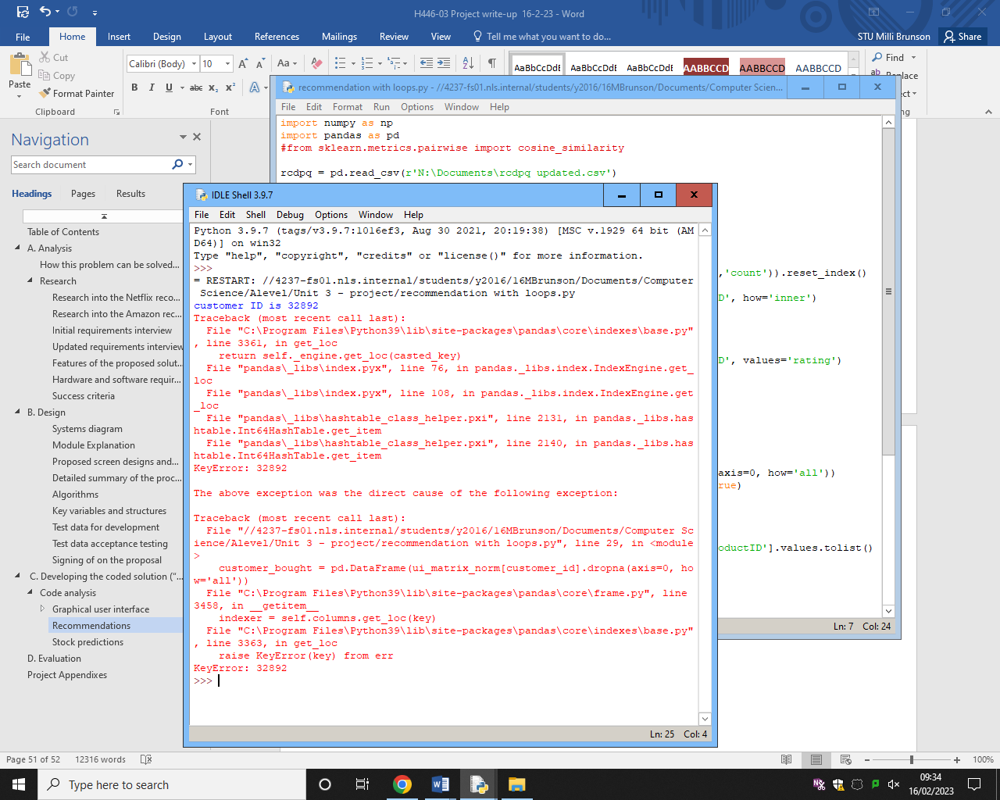 H446-03 Project write-up 16-2-23 - Word
File Home Insert Design Layout References Mailings Review View Tell me what you want to do... STU Milli Brunson Share
Paste
Cut
Copy
Format Painter
Clipboard
Calibri (Body) 10
B I U abc x₂ x²
Font
AaBbCcDdE AaBbCcDdE AaBbCcDdE AABBCCD AABBCCD AABBCCD
Find
Replace
Navigation
Search document
Headings Pages Results
Table of Contents
A. Analysis
How this problem can be solved...
Research
Research into the Netflix reco...
Research into the Amazon rec...
Initial requirements interview
Updated requirements interview
Features of the proposed solut...
Hardware and software requir...
Success criteria
B. Design
Systems diagram
Module Explanation
Proposed screen designs and...
Detailed summary of the proc...
Algorithms
Key variables and structures
Test data for development
Test data acceptance testing
Signing of on the proposal
C. Developing the coded solution ("...
Code analysis
Graphical user interface
Recommendations
Stock predictions
D. Evaluation
Project Appendixes
recommendation with loops.py - //4237-fs01.nls.internal/students/y2016/16MBrunson/Documents/Computer Scien...
File Edit Format Run Options Window Help
import numpy as np
import pandas as pd
#from sklearn.metrics.pairwise import cosine_similarity
rcdpq = pd.read_csv(r'N:\Documents\rcdpq updated.csv')
,'count')).reset_index()
D', how='inner')
D', values='rating')
axis=0, how='all'))
rue)
oductID'].values.tolist()
Ln: 7 Col: 24
IDLE Shell 3.9.7
File Edit Shell Debug Options Window Help
Python 3.9.7 (tags/v3.9.7:1016ef3, Aug 30 2021, 20:19:38) [MSC v.1929 64 bit (AM
D64)] on win32
Type "help", "copyright", "credits" or "license()" for more information.
>>>
= RESTART: //4237-fs01.nls.internal/students/y2016/16MBrunson/Documents/Computer
Science/Alevel/Unit 3 - project/recommendation with loops.py
customer ID is 32892
Traceback (most recent call last):
File "C:\Program Files\Python39\lib\site-packages\pandas\core\indexes\base.py"
, line 3361, in get_loc
return self._engine.get_loc(casted_key)
File "pandas\_libs\index.pyx", line 76, in pandas._libs.index.IndexEngine.get_
loc
File "pandas\_libs\index.pyx", line 108, in pandas._libs.index.IndexEngine.get
_loc
File "pandas\_libs\hashtable_class_helper.pxi", line 2131, in pandas._libs.has
htable.Int64HashTable.get_item
File "pandas\_libs\hashtable_class_helper.pxi", line 2140, in pandas._libs.has
htable.Int64HashTable.get_item
KeyError: 32892
The above exception was the direct cause of the following exception:
Traceback (most recent call last):
File "//4237-fs01.nls.internal/students/y2016/16MBrunson/Documents/Computer Sc
ience/Alevel/Unit 3 - project/recommendation with loops.py", line 29, in <module
>
customer_bought = pd.DataFrame(ui_matrix_norm[customer_id].dropna(axis=0, ho
w='all'))
File "C:\Program Files\Python39\lib\site-packages\pandas\core\frame.py", line
3458, in __getitem__
indexer = self.columns.get_loc(key)
File "C:\Program Files\Python39\lib\site-packages\pandas\core\indexes\base.py"
, line 3363, in get_loc
raise KeyError(key) from err
KeyError: 32892
>>>
Ln: 25 Col: 4
Page 51 of 52 12316 words 100%
Type here to search
09:34
16/02/2023